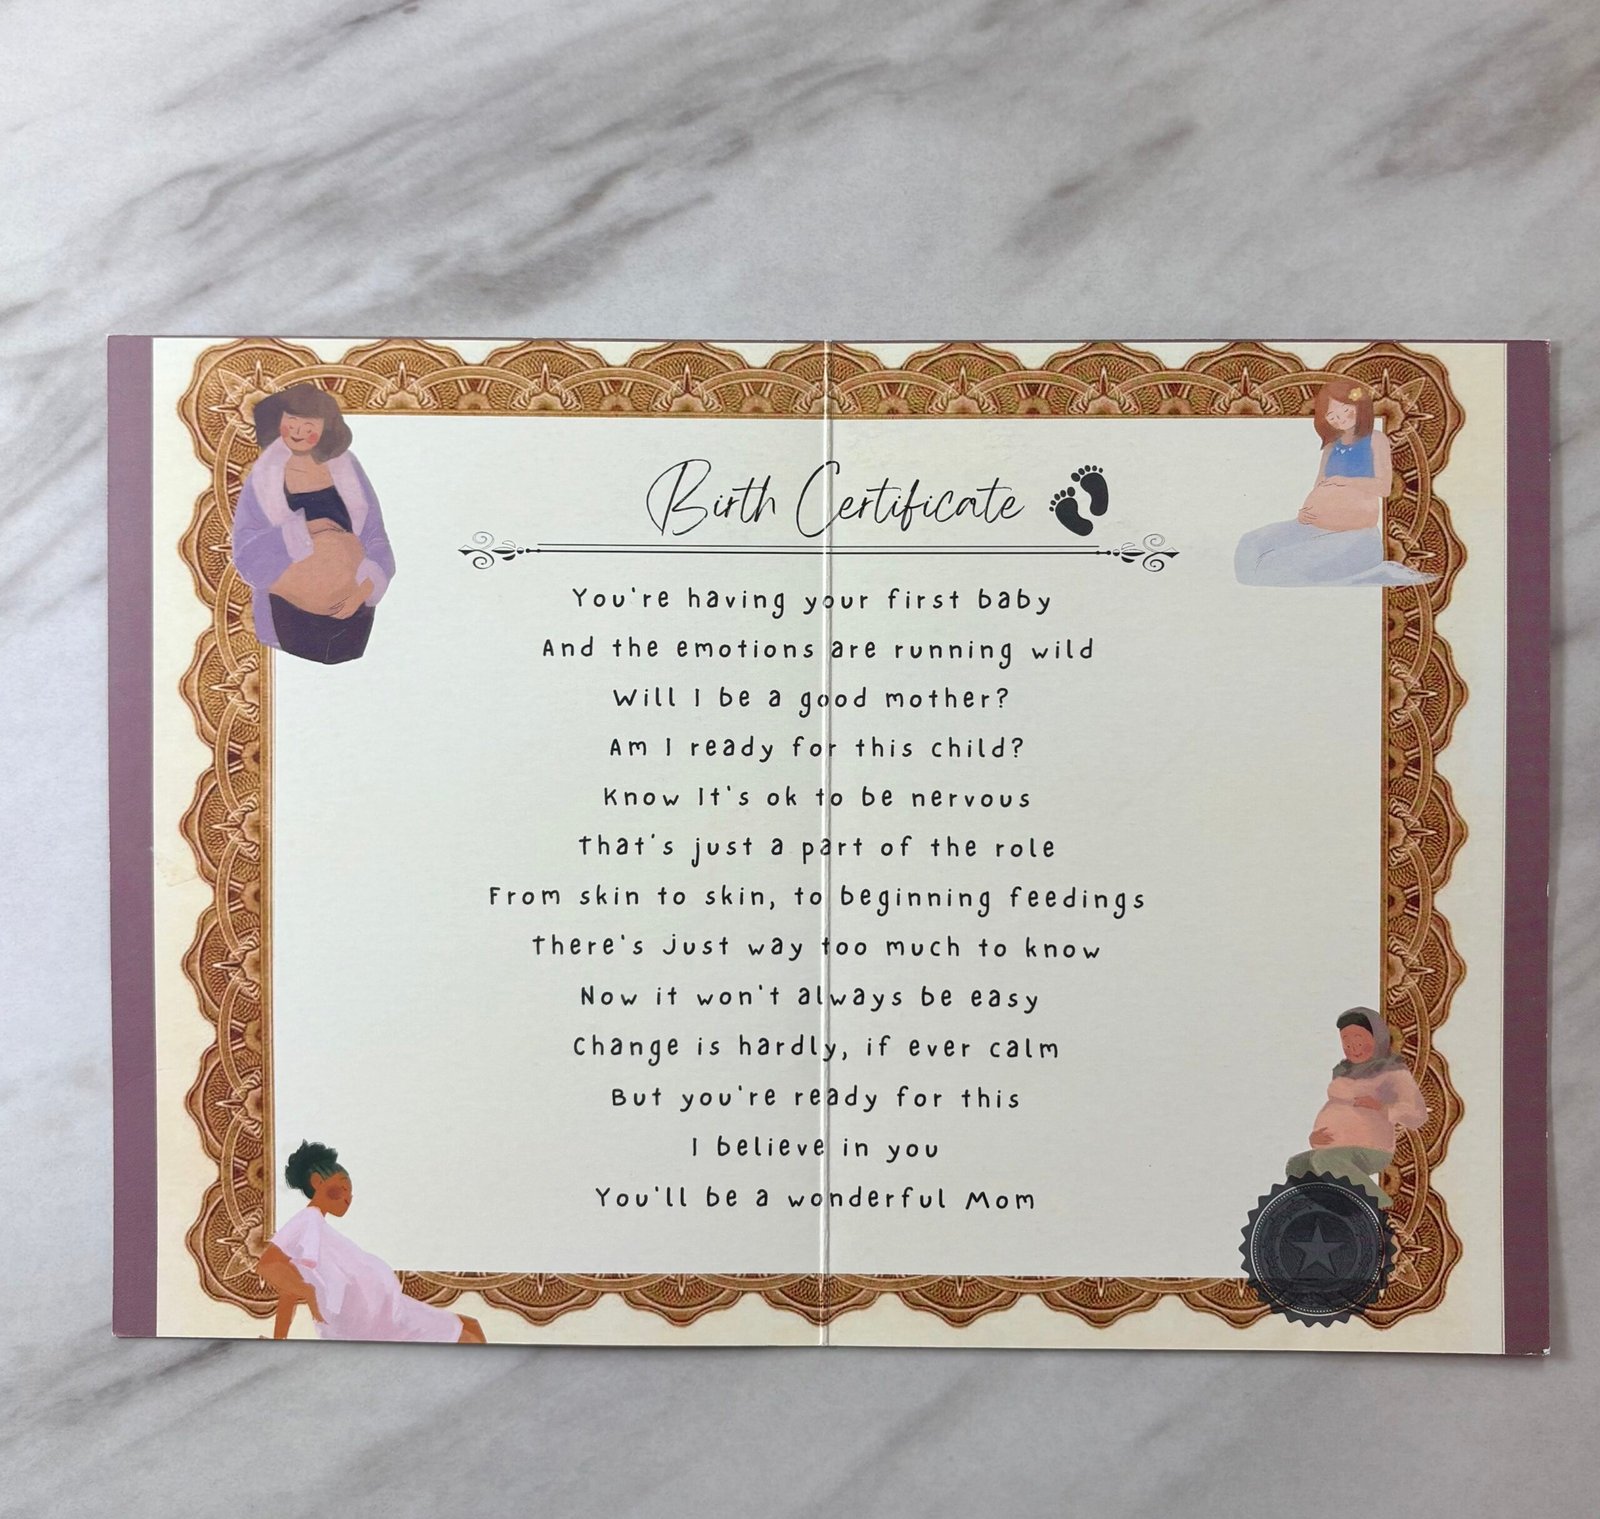 Birth Certificate
You're having your first baby
And the emotions are running wild
Will I be a good mother?
Am I ready for this child?
Know It's ok to be nervous
That's just a part of the role
From skin to skin, to beginning feedings
There's just way too much to know
Now it won't always be easy
Change is hardly, if ever calm
But you're ready for this
I believe in you
You'll be a wonderful Mom